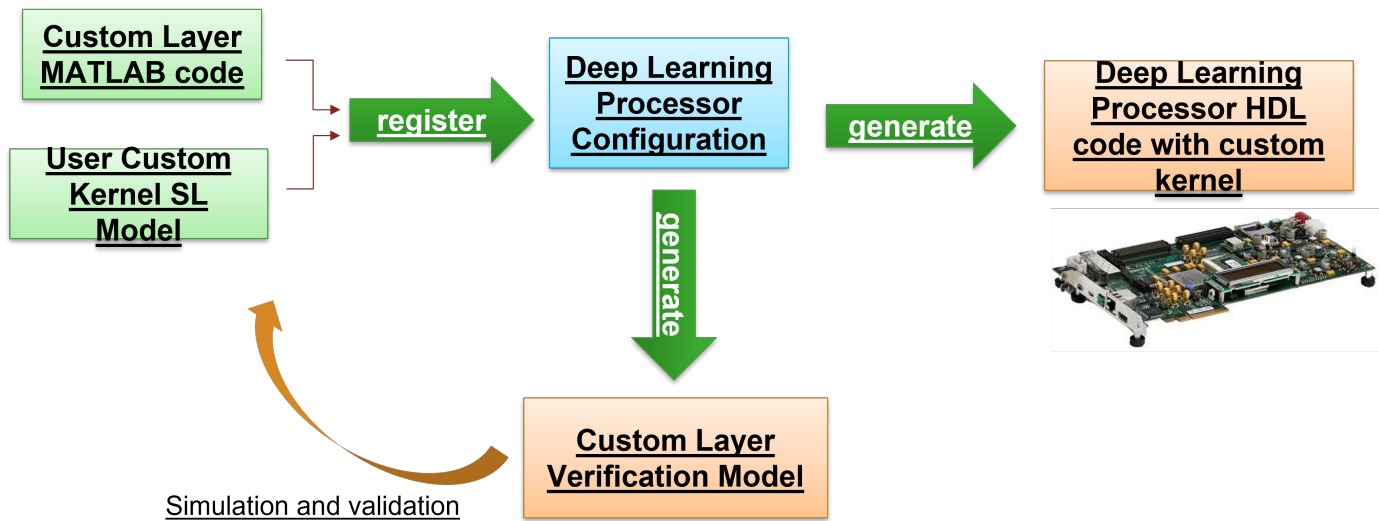 Custom Layer
MATLAB code
User Custom
Kernel SL
Model
register
Deep Learning
Processor
Configuration
generate
Deep Learning
Processor HDL
code with custom
kernel
generate
Custom Layer
Verification Model
Simulation and validation